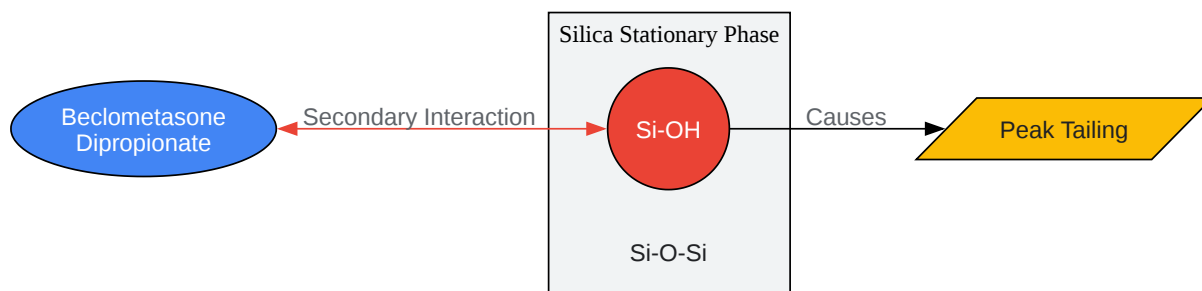 Silica Stationary Phase
Beclometasone
Dipropionate
Secondary Interaction
Si-OH
Causes
Peak Tailing
Si-O-Si